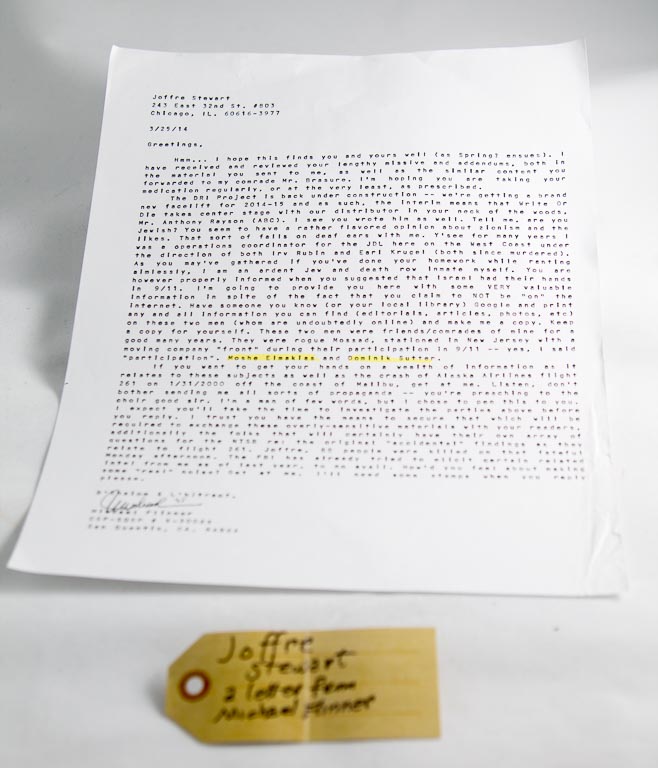 Joffre Stewart
243 East 32nd St. #803
Chicago, IL. 60616-3977
3/25/14
Greetings,
Hmm... I hope this finds you and yours well (as Spring? ensues). I
have received and reviewed your lengthy missive and addendums, both in
the material you sent to me, as well as the similar content you
forwarded to my comrade Mr. Brasure. I'm hoping you are taking your
medication regularly, or at the very least, as prescribed.
The DRI Project is back under construction -- we're getting a brand
new facelift for 2014-15 and as such, the interim means that Write Or
Die takes center stage with our distributor in your neck of the woods,
Mr. Anthony Rayson (ABC). I see you wrote him as well. Tell me, are you
Jewish? You seem to have a rather flavored opinion about zionism and the
likes. That sort of falls on deaf ears with me. Y'see for many years I
was a operations coordinator for the JDL here on the West Coast under
the direction of both Irv Rubin and Earl Krugel (both since murdered).
As you may've gathered if you've done your homework while ranting
aimlessly, I am an ardent Jew and death row inmate myself. You are
however properly informed when you suggested that Israel had their hands
in 9/11. I'm going to provide you here with some VERY valuable
information in spite of the fact that you claim to NOT be "on" the
internet. Have someone you know (or your local library) Google and print
any and all information you can find (editorials, articles, photos, etc)
on these two men (whom are undoubtedly online) and make me a copy. Keep
a copy for yourself. These two men were friends/comrades of mine for a
good many years. They were rogue Mossad, stationed in New Jersey with a
moving company "front" during their participation in 9/11 -- yes, I said
"participation". Moshe Elmakias and Dominik Sutter.
If you want to get your hands on a wealth of information as it
relates to these subjects as well as the crash of Alaska Airlines flight
261 on 1/31/2000 off the coast of Malibu, get at me. Listen, don't
bother sending me all sorts of propaganda -- you're preaching to the
choir good sir. I'm a man of few words, but I chose to pen this to you.
I expect you'll take the time to investigate the parties above before
you reply. I trust you have the means to secure that which will be
required to exchange these overly-sensitive materials with your readers,
additionally the folks that will certainly have their own array of
questions for the NTSB re: the original "accidental" findings as they
relate to flight 261. Joffre, 88 people were killed on that fateful
Monday afternoon. The FBI has already tried to elicit certain related
intel from me as of last year, to no avail. How'd you feel about making
some "real" noise? Get at me. I'll need some stamps when you reply
please.
Michael Flinner
San Quentin, CA.
Joffre
Stewart
a letter from
Michael Flinner